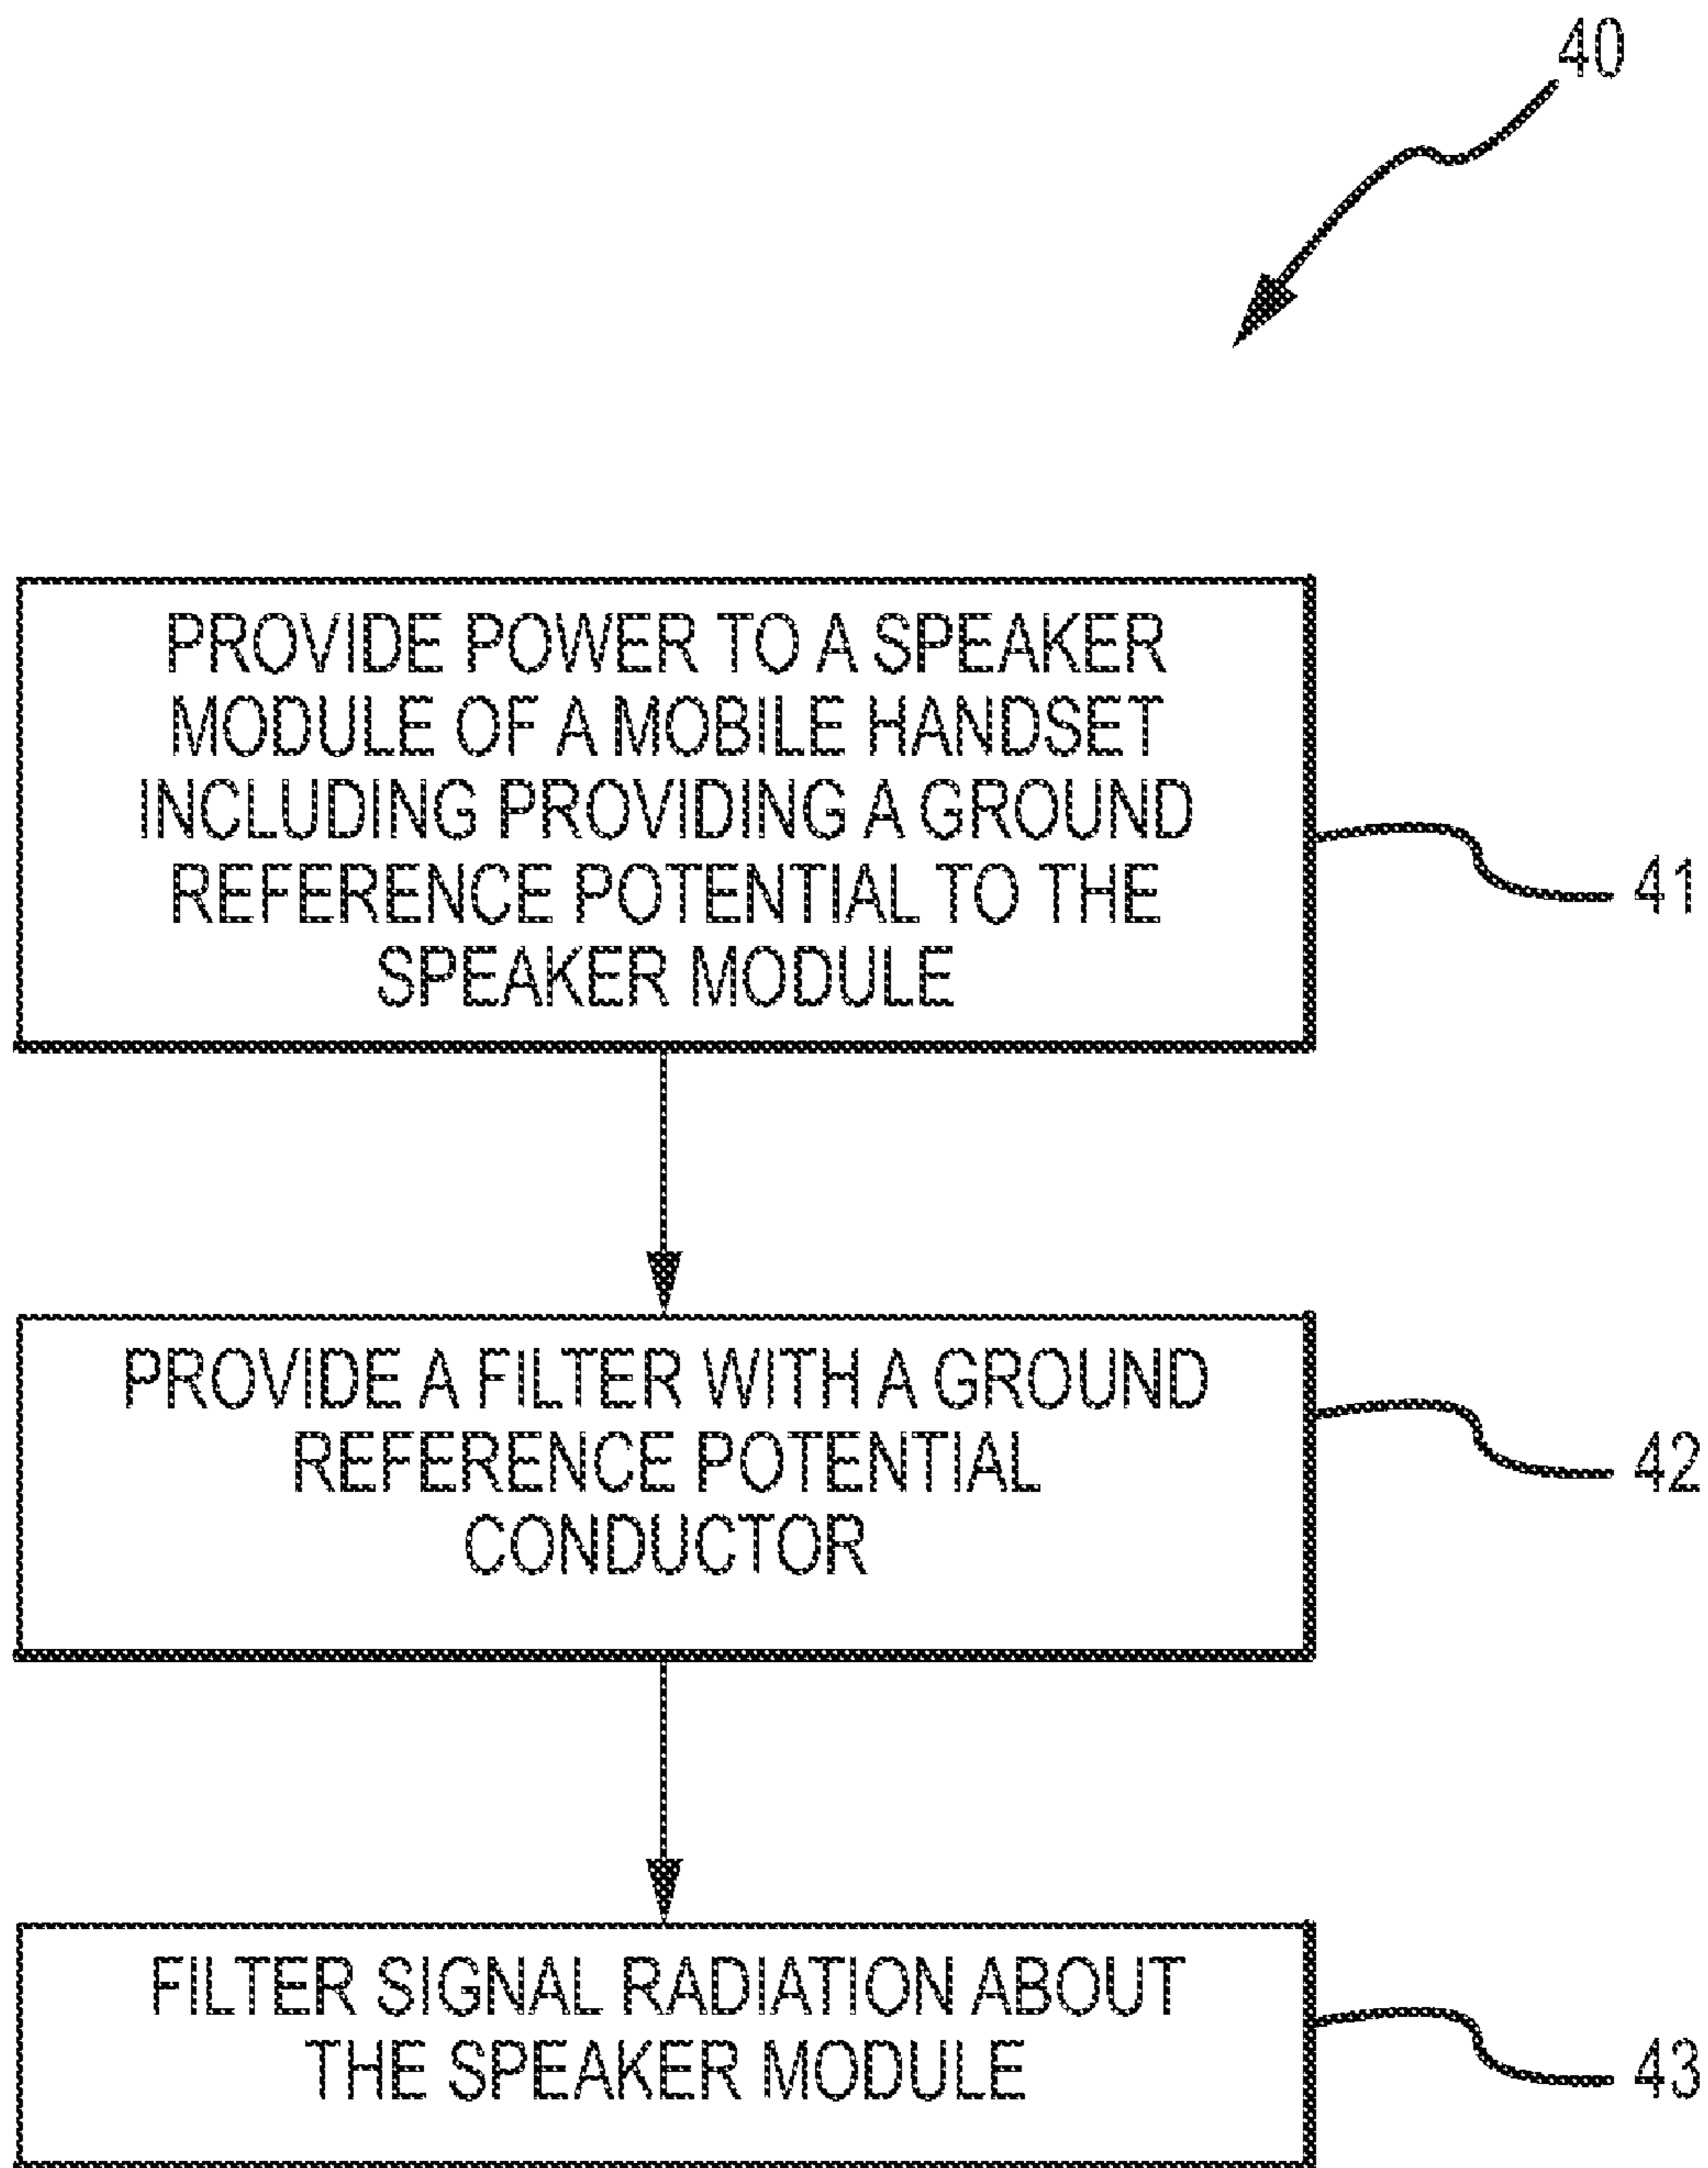 40
PROVIDE POWER TO A SPEAKER
MODULE OF A MOBILE HANDSET
INCLUDING PROVIDING A GROUND
REFERENCE POTENTIAL TO THE
SPEAKER MODULE
41
PROVIDE A FILTER WITH A GROUND
REFERENCE POTENTIAL
CONDUCTOR
42
FILTER SIGNAL RADIATION ABOUT
THE SPEAKER MODULE
43